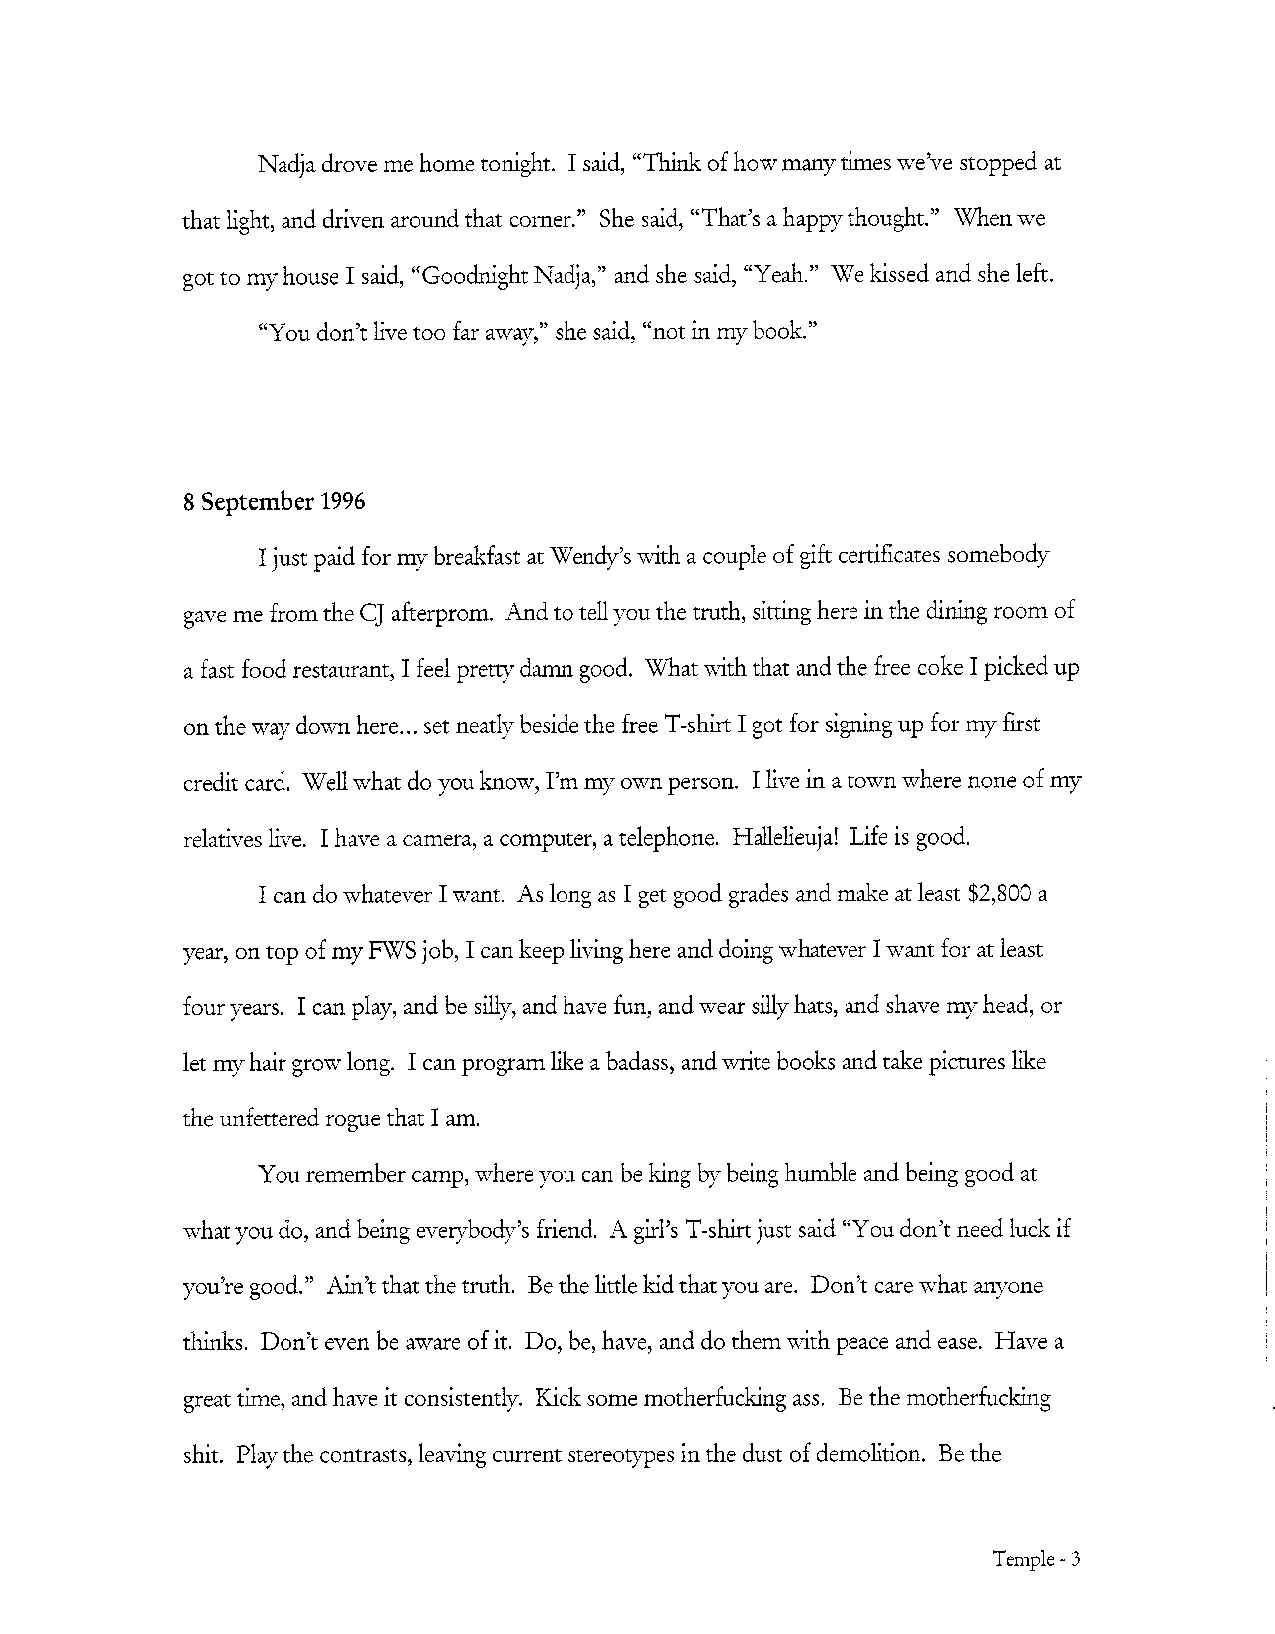 Nadja drove me home tonight.  I said, “Think of how many times we’ve stopped at
that light, and driven around that corner.”  She said, “That’s a happy thought.”  When we
got to my house I said, “Goodnight Nadja,” and she said, “Yeah.”  We kissed and she left.
“You don’t live too far away,” she said, “not in my book.”
8 September 1996
I just paid for my breakfast at Wendy’s with a couple of gift certificates somebody
gave me from the CJ afterprom.  And to tell you the truth, sitting here in the dining room of
a fast food restaurant, I feel pretty damn good.  What with that and the free coke I picked up
on the way down here... set neatly beside the free T-shirt I got for signing up for my first
credit card.  Well what do you know, I’m my own person.  I live in a town where none of my
relatives live.  I have a camera, a computer, a telephone.  Hallelieuja!  Life is good.
I can do whatever I want.  As long as I get good grades and make at least $2,800 a
year, on top of my FWS job, I can keep living here and doing whatever I want for at least
four years.  I can play, and be silly, and have fun, and wear silly hats, and shave my head, or
let my hair grow long.  I can program like a badass, and write books and take pictures like
the unfettered rogue that I am.
You remember camp, where you can be king by being humble and being good at
what you do, and being everybody’s friend.  A girl’s T-shirt just said “You don’t need luck if
you’re good.”  Ain’t that the truth.  Be the little kid that you are.  Don’t care what anyone
thinks.  Don’t even be aware of it.  Do, be, have, and do them with peace and ease.  Have a
great time, and have it consistently.  Kick some motherfucking ass.  Be the motherfucking
shit.  Play the contrasts, leaving current stereotypes in the dust of demolition.  Be the
Temple - 3